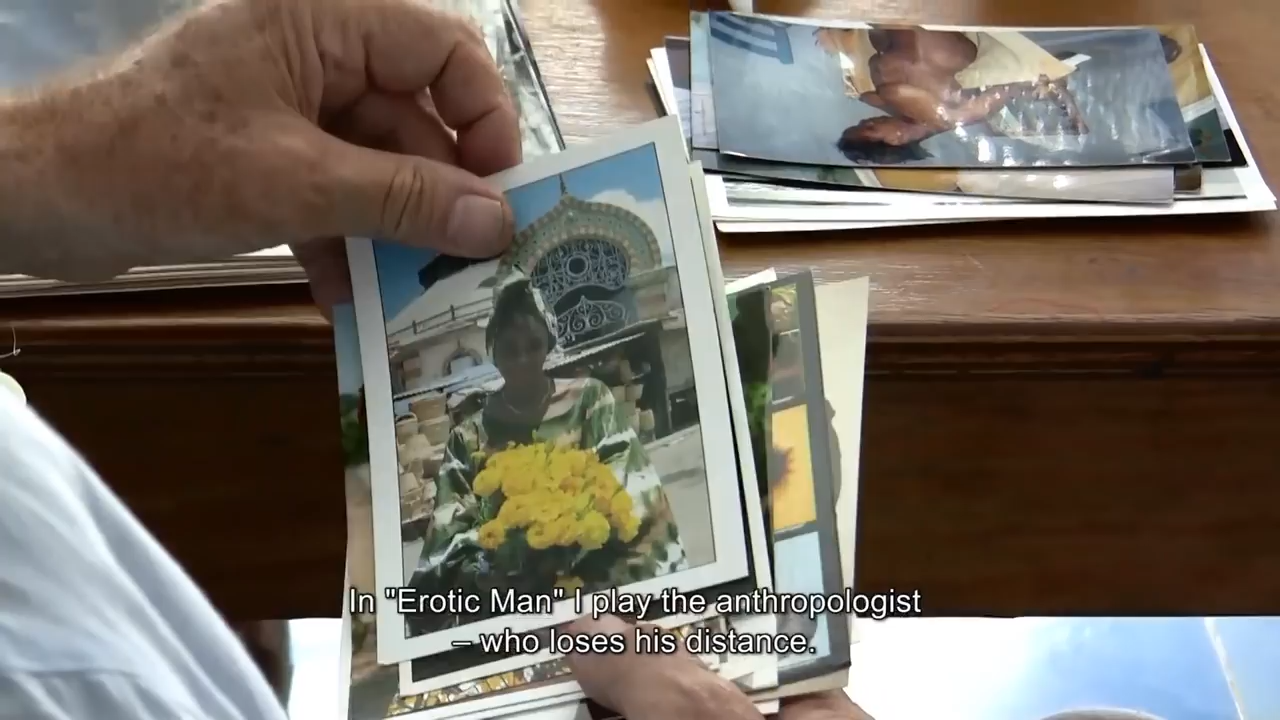 In "Erotic Man" I play the anthropologist
– who loses his distance.